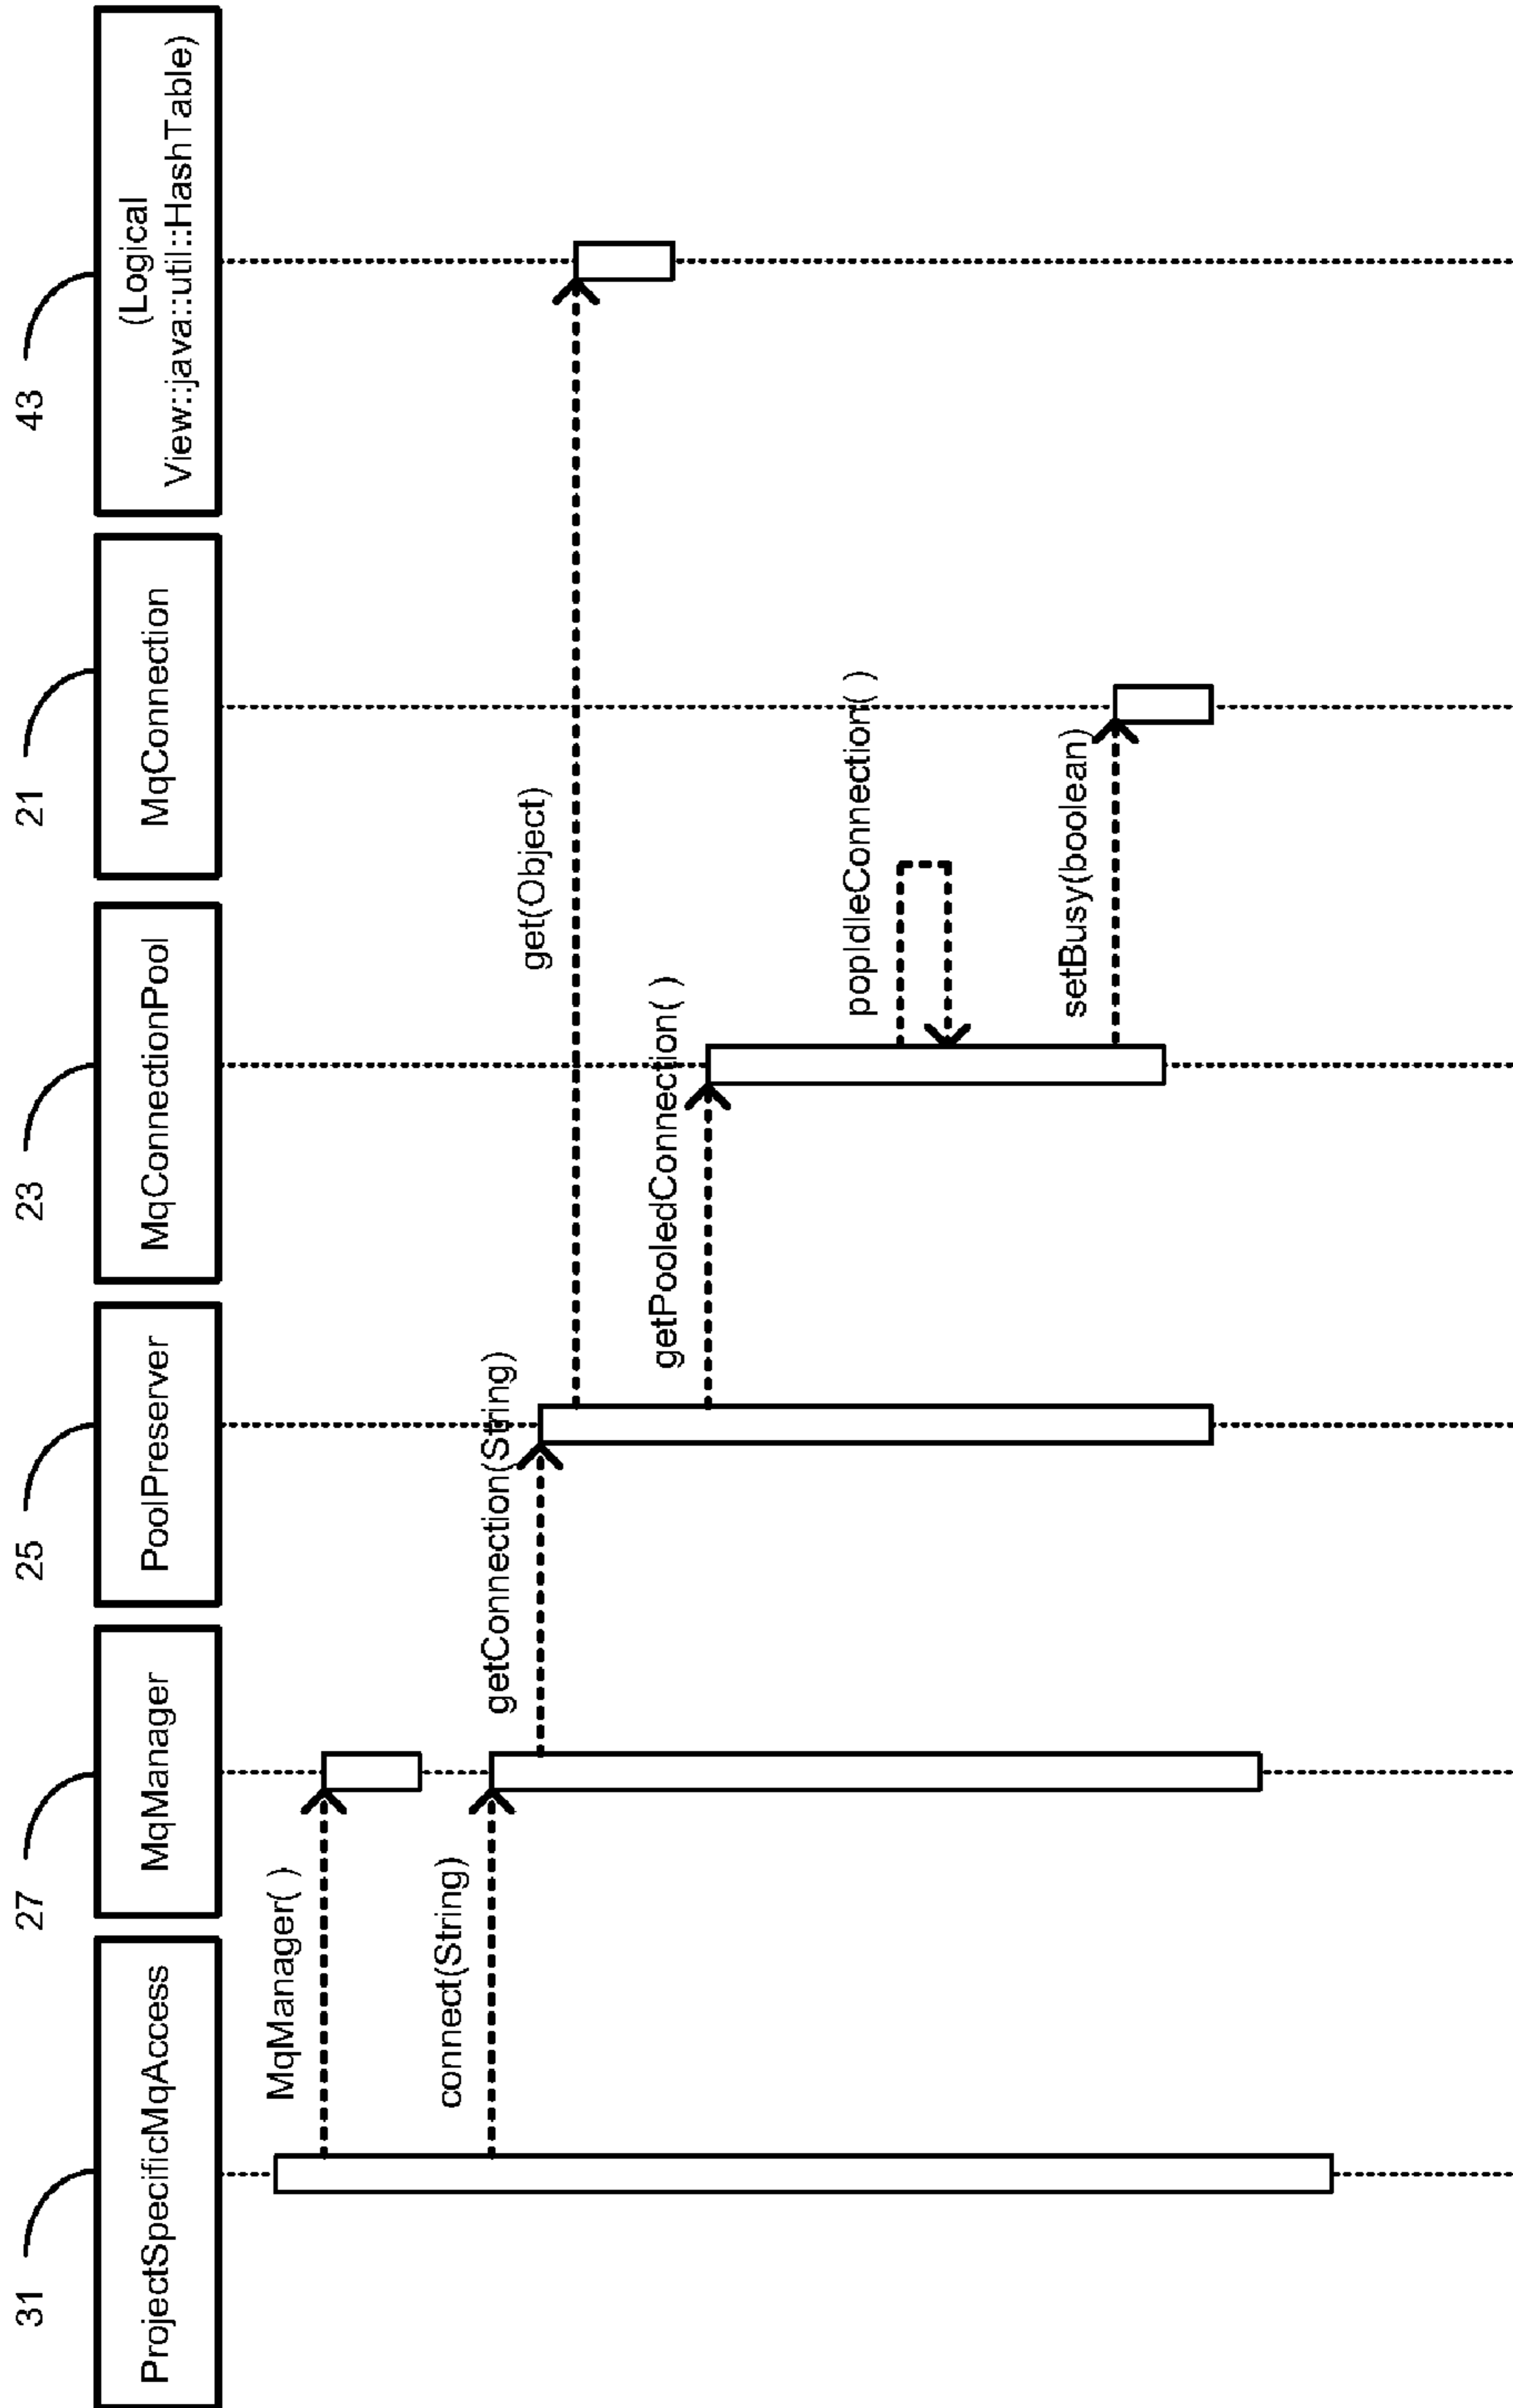 31
27
25
23
21
43
ProjectSpecificMqAccess
MqManager
PoolPreserver
MqConnectionPool
MqConnection
(Logical
View::java::util::HashTable)
MqManager( )
connect(String)
getConnection(String)
get(Object)
getPooledConnection( )
popIdleConnection( )
setBusy(boolean)